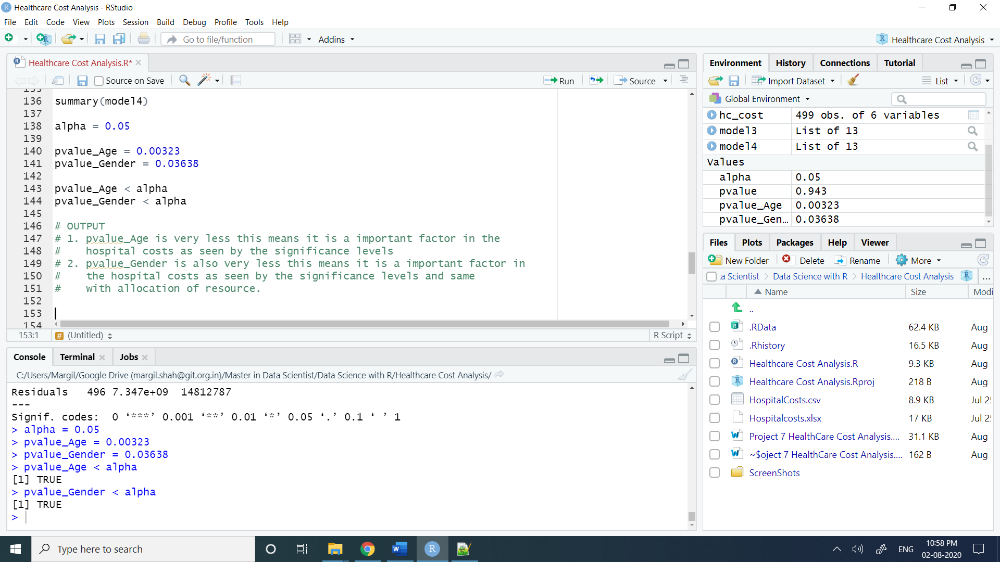 Healthcare Cost Analysis - RStudio
File Edit Code View Plots Session Build Debug Profile Tools Help
Go to file/function Addins Healthcare Cost Analysis
Healthcare Cost Analysis.R*
Source on Save Run Source
136 summary(model4)
137
138 alpha = 0.05
139
140 pvalue_Age = 0.00323
141 pvalue_Gender = 0.03638
142
143 pvalue_Age < alpha
144 pvalue_Gender < alpha
145
146 # OUTPUT
147 # 1. pvalue_Age is very less this means it is a important factor in the
148 #    hospital costs as seen by the significance levels
149 # 2. pvalue_Gender is also very less this means it is a important factor in
150 #    the hospital costs as seen by the significance levels and same
151 #    with allocation of resource.
152
153
154
153:1 # (Untitled) R Script
Console Terminal Jobs
C:/Users/Margil/Google Drive (margil.shah@git.org.in)/Master in Data Scientist/Data Science with R/Healthcare Cost Analysis/
Residuals   496 7.347e+09  14812787
---
Signif. codes:  0 ‘***’ 0.001 ‘**’ 0.01 ‘*’ 0.05 ‘.’ 0.1 ‘ ’ 1
> alpha = 0.05
> pvalue_Age = 0.00323
> pvalue_Gender = 0.03638
> pvalue_Age < alpha
[1] TRUE
> pvalue_Gender < alpha
[1] TRUE
>
Environment History Connections Tutorial
Import Dataset List
Global Environment
hc_cost 499 obs. of 6 variables
model3 List of 13
model4 List of 13
Values
alpha 0.05
pvalue 0.943
pvalue_Age 0.00323
pvalue_Gen… 0.03638
Files Plots Packages Help Viewer
New Folder Delete Rename More
:a Scientist > Data Science with R > Healthcare Cost Analysis ...
Name Size Modi
..
.RData 62.4 KB Aug
.Rhistory 16.5 KB Aug
Healthcare Cost Analysis.R 9.3 KB Aug
Healthcare Cost Analysis.Rproj 218 B Aug
HospitalCosts.csv 8.9 KB Jul 2
Hospitalcosts.xlsx 17 KB Jul 2
Project 7 HealthCare Cost Analysis.... 31.1 KB Aug
~$oject 7 HealthCare Cost Analysis.... 162 B Aug
ScreenShots
Type here to search
ENG
10:58 PM
02-08-2020